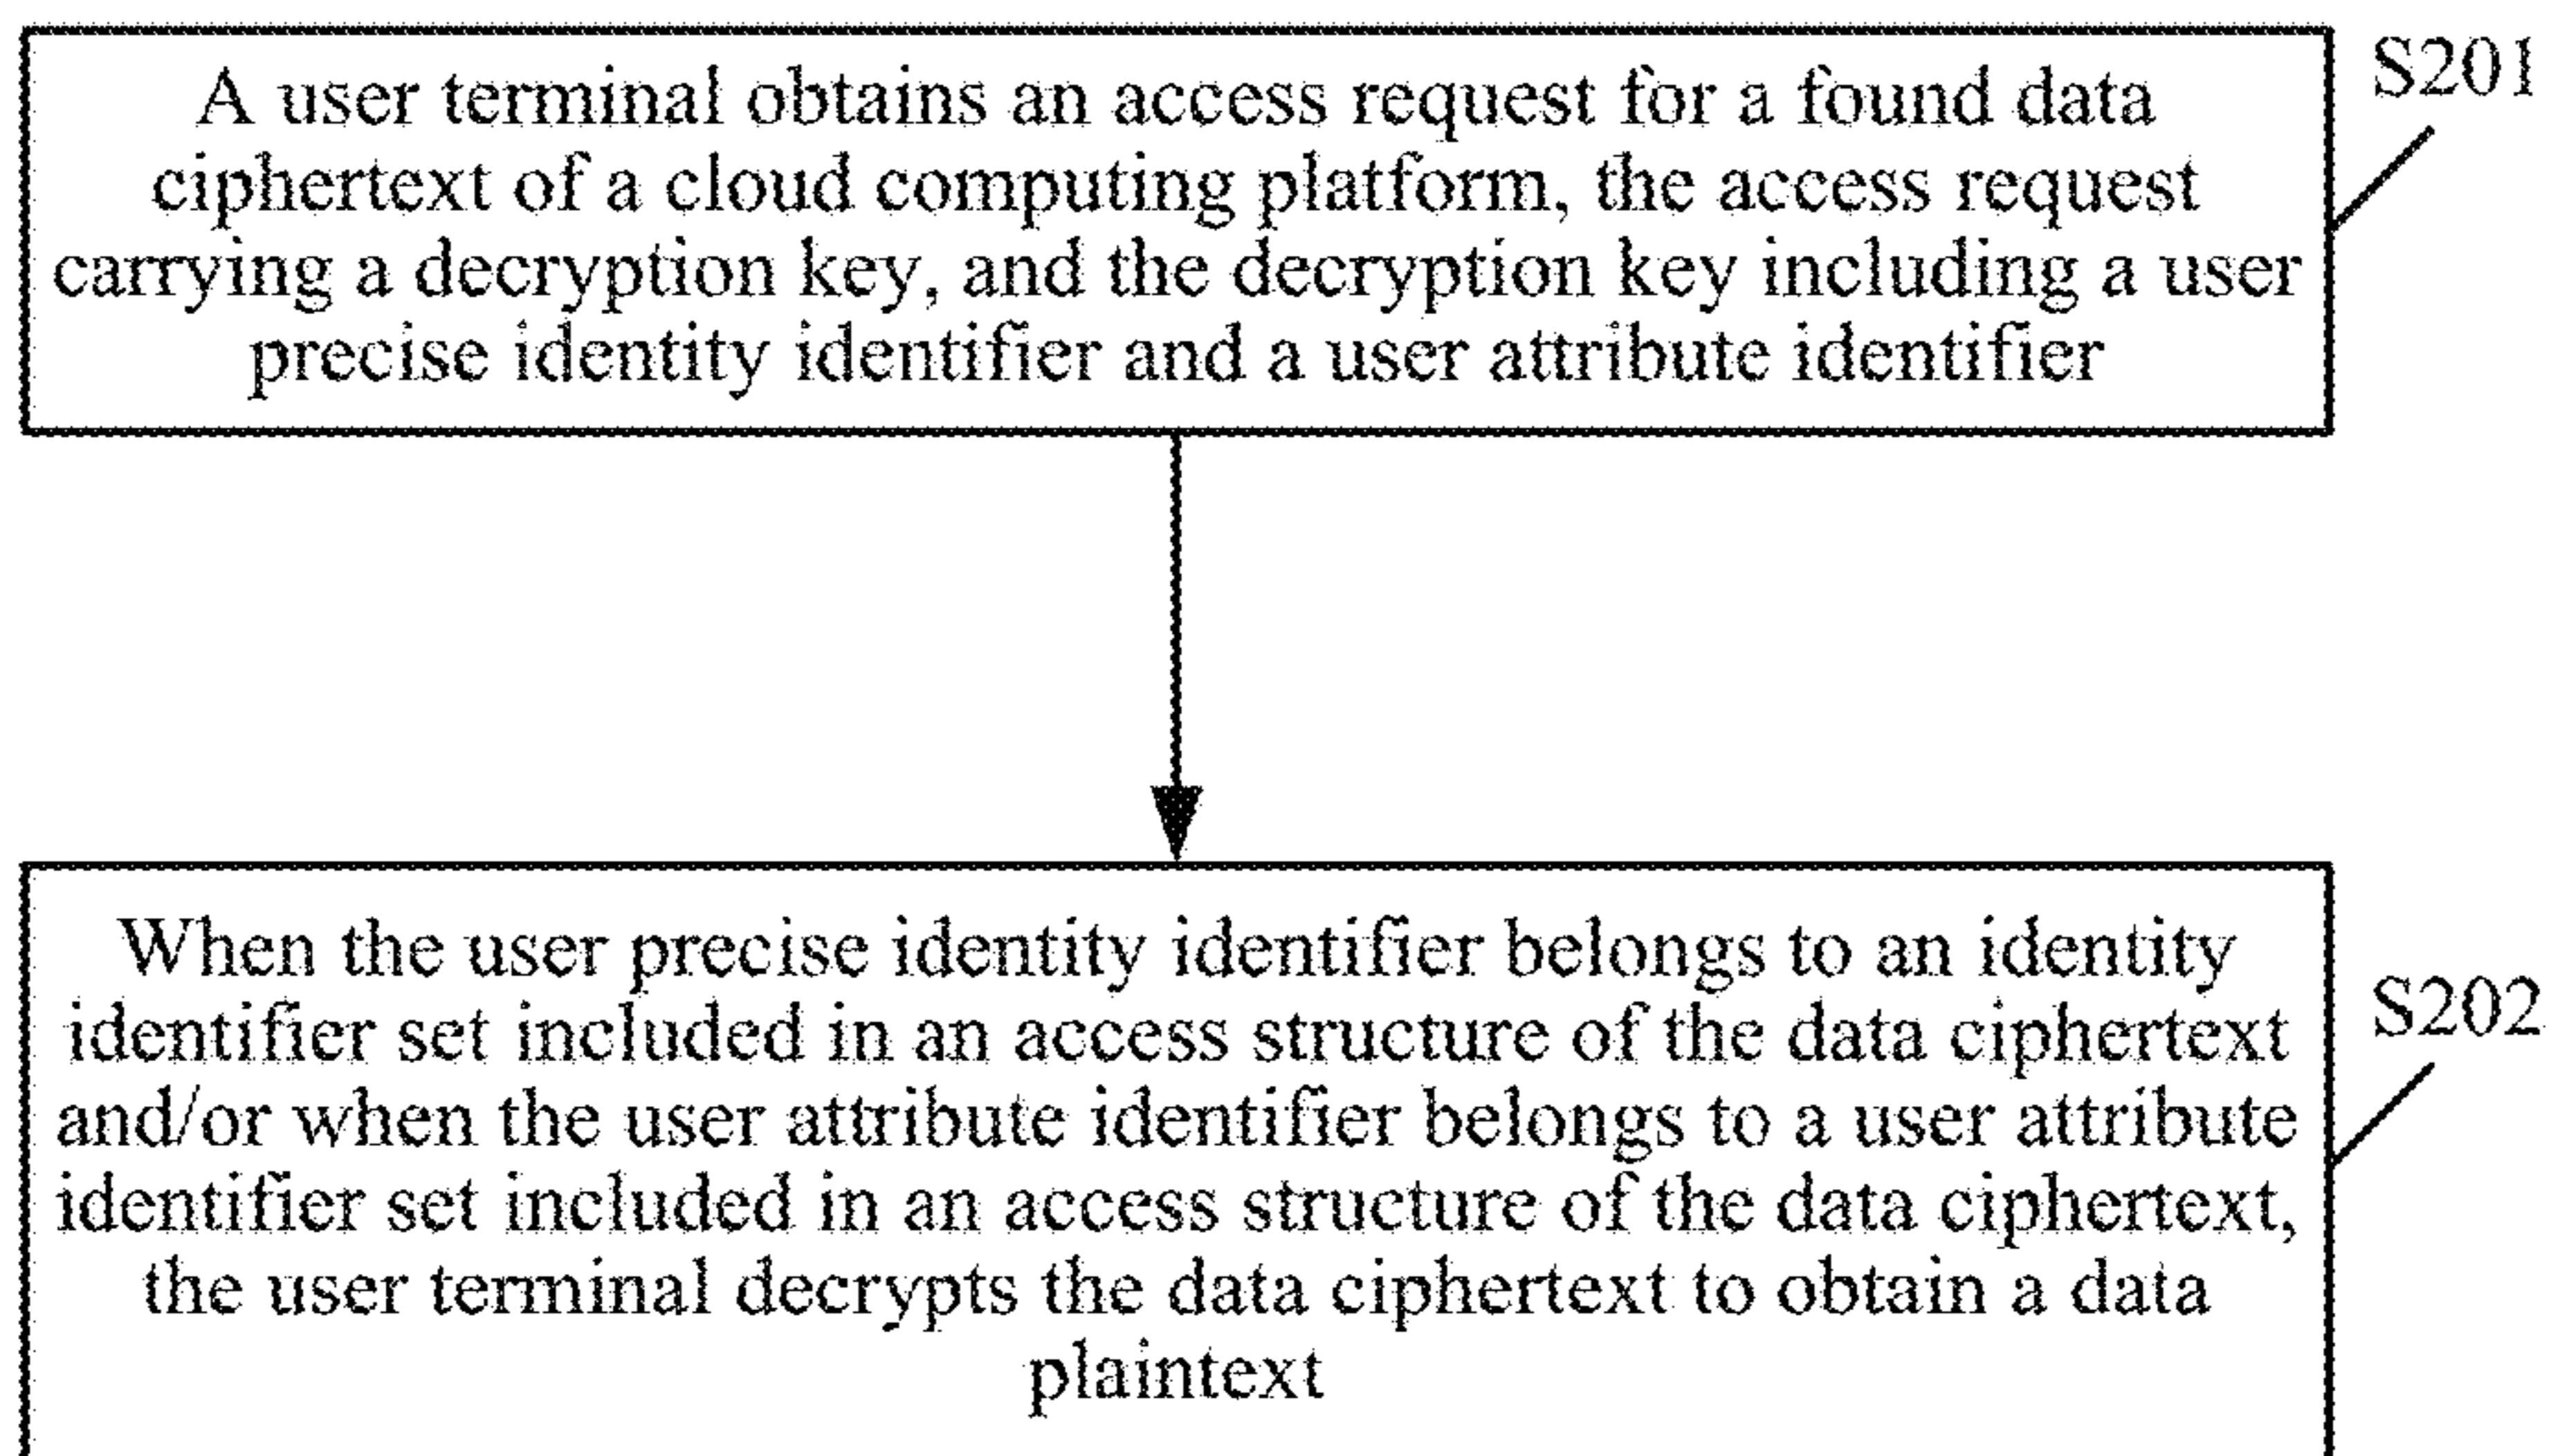 A user terminal obtains an access request for a found data
ciphertext of a cloud computing platform, the access request
carrying a decryption key, and the decryption key including a user
precise identity identifier and a user attribute identifier
S201
When the user precise identity identifier belongs to an identity
identifier set included in an access structure of the data ciphertext
and/or when the user attribute identifier belongs to a user attribute
identifier set included in an access structure of the data ciphertext,
the user terminal decrypts the data ciphertext to obtain a data
plaintext
S202